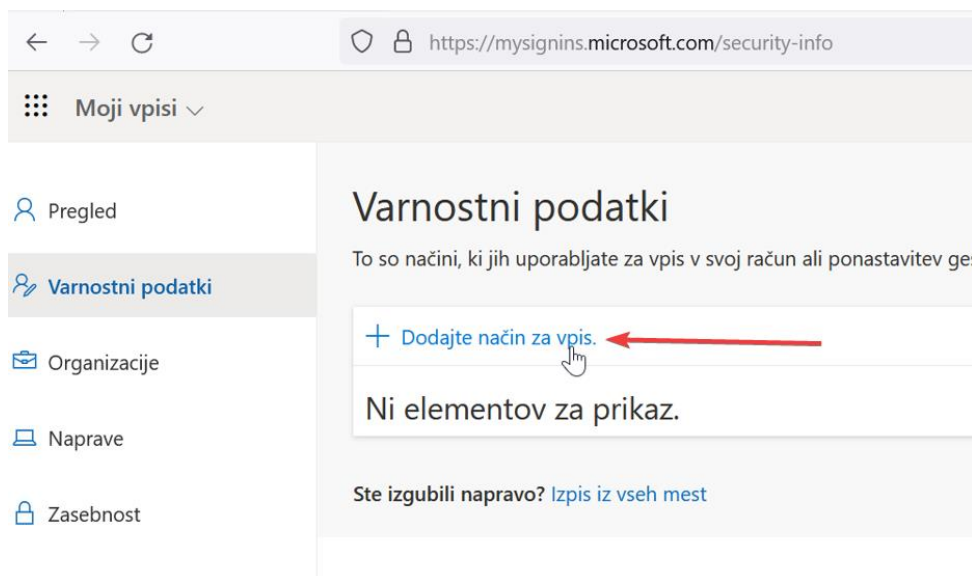 https://mysignins.microsoft.com/security-info
Moji vpisi
Pregled
Varnostni podatki
Organizacije
Naprave
Zasebnost
Varnostni podatki
To so načini, ki jih uporabljate za vpis v svoj račun ali ponastavitev
Dodajte način za vpis.
Ni elementov za prikaz.
Ste izgubili napravo? Izpis iz vseh mest